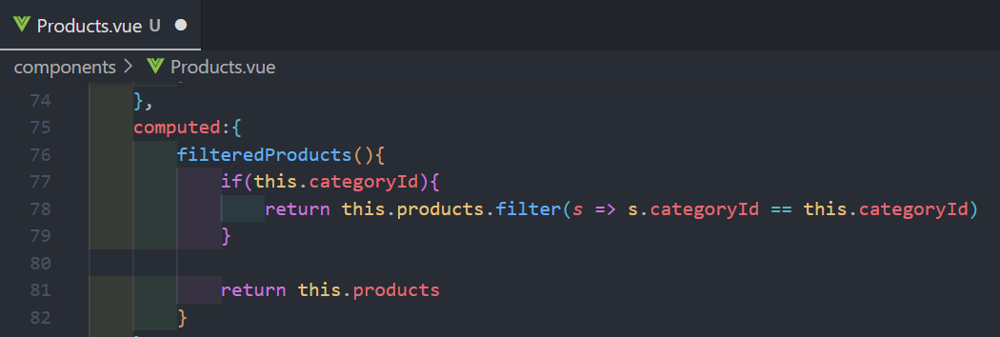 Products.vue U
components > Products.vue
74 },
75 computed:{
76 filteredProducts(){
77 if(this.categoryId){
78 return this.products.filter(s => s.categoryId == this.categoryId)
79 }
80
81 return this.products
82 }